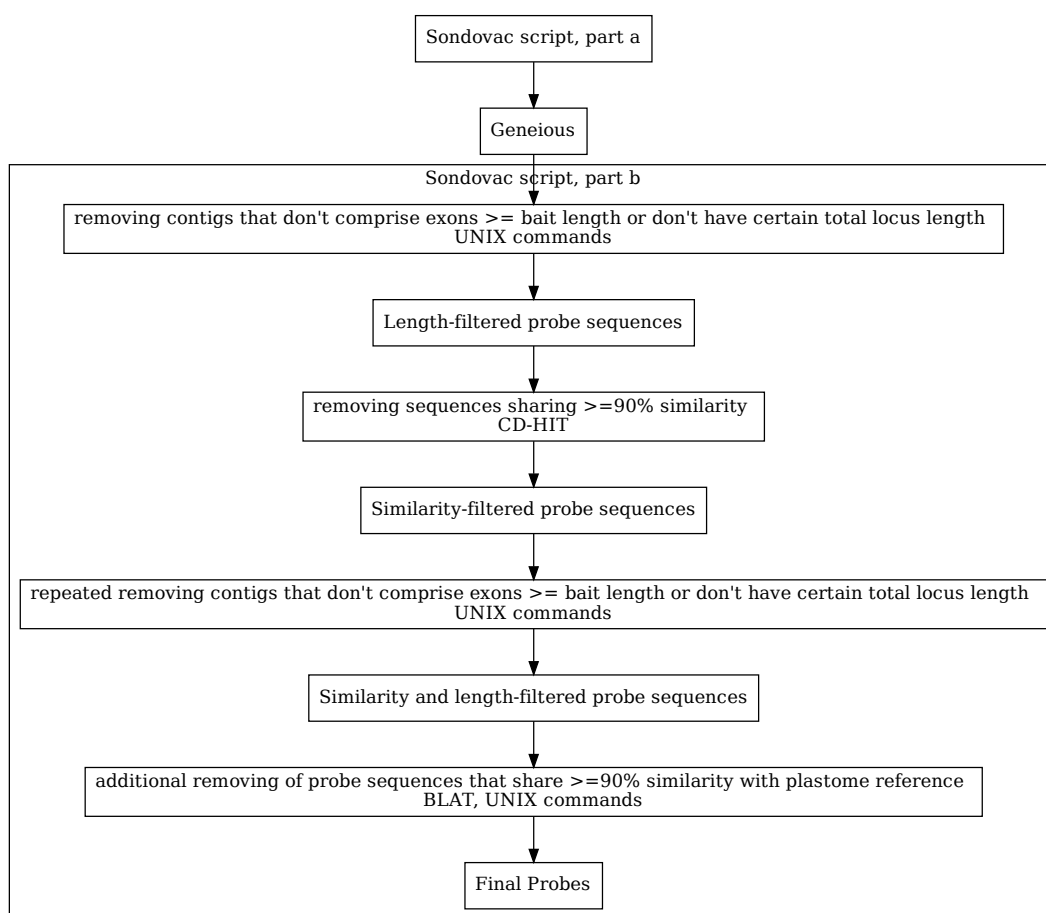 Sondovac script, part a
Geneious
Sondovac script, part b
removing contigs that don't comprise exons >= bait length or don't have certain total locus length
UNIX commands
Length-filtered probe sequences
removing sequences sharing >=90% similarity
CD-HIT
Similarity-filtered probe sequences
repeated removing contigs that don't comprise exons >= bait length or don't have certain total locus length
UNIX commands
Similarity and length-filtered probe sequences
additional removing of probe sequences that share >=90% similarity with plastome reference
BLAT, UNIX commands
Final Probes